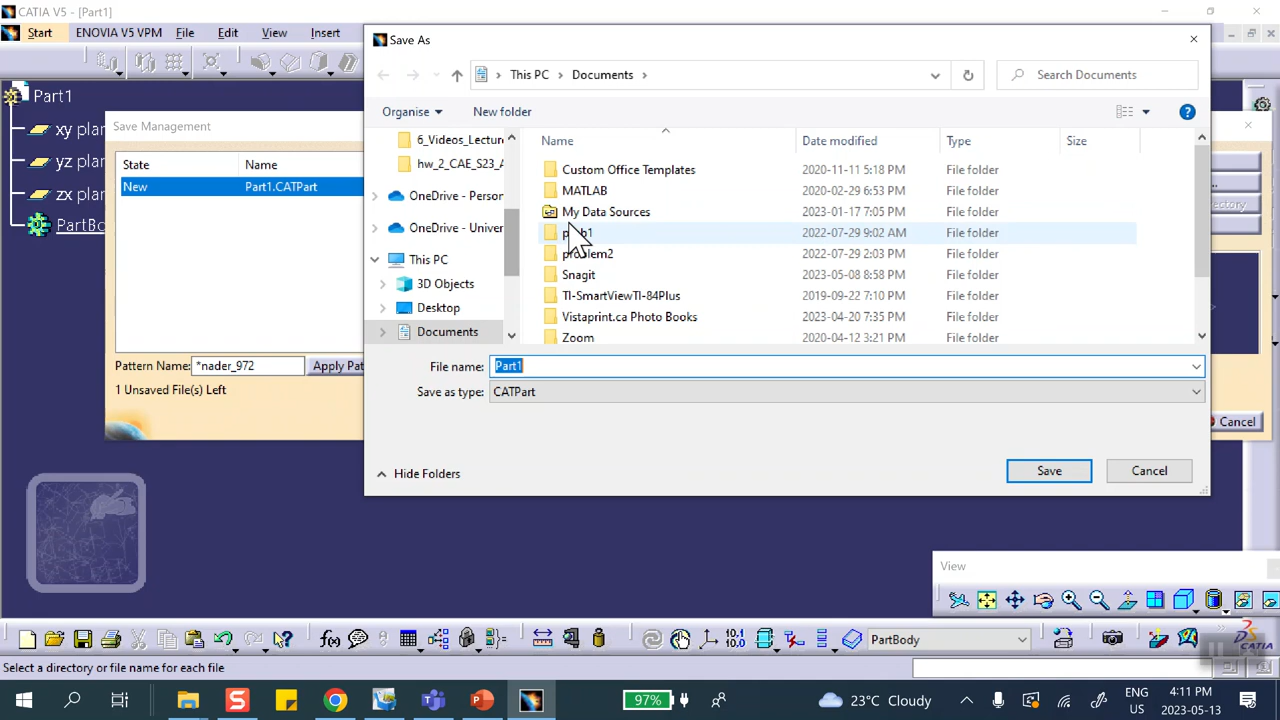 CATIA V5 - [Part1]
Start ENOVIA V5 VPM File Edit View Insert
Save As
This PC Documents
Search Documents
Organise New folder
Part1
xy plan
yz plan
zx plan
PartBo
Save Management
State Name
New Part1.CATPart
Pattern Name: *nader_972 Apply Pat
1 Unsaved File(s) Left
6_Videos_Lecture
hw_2_CAE_S23_A
OneDrive - Person
OneDrive - Univer
This PC
3D Objects
Desktop
Documents
Name Date modified Type Size
Custom Office Templates 2020-11-11 5:18 PM File folder
MATLAB 2020-02-29 6:53 PM File folder
My Data Sources 2023-01-17 7:05 PM File folder
2022-07-29 9:02 AM File folder
problem2 2022-07-29 9:02 AM File folder
Snagit 2023-05-08 8:58 PM File folder
TI-SmartViewTI-84Plus 2019-09-22 7:10 PM File folder
Vistaprint.ca Photo Books 2023-04-20 7:35 PM File folder
Zoom 2020-04-12 3:21 PM File folder
File name: Part1
Save as type: CATPart
Hide Folders
Save Cancel
ectory
Cancel
View
PartBody
CATIA
Select a directory or file name for each file
97%
23°C Cloudy
ENG
US
4:11 PM
2023-05-13